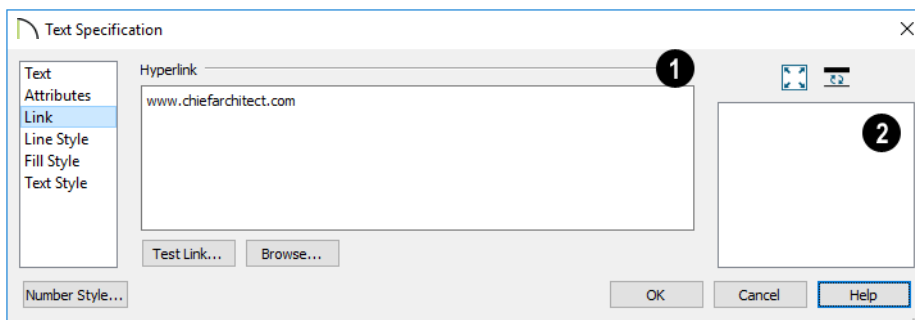 Text Specification
Text
Attributes
Link
Line Style
Fill Style
Text Style
Hyperlink
1
www.chiefarchitect.com
2
Test Link...
Browse...
Number Style...
OK
Cancel
Help